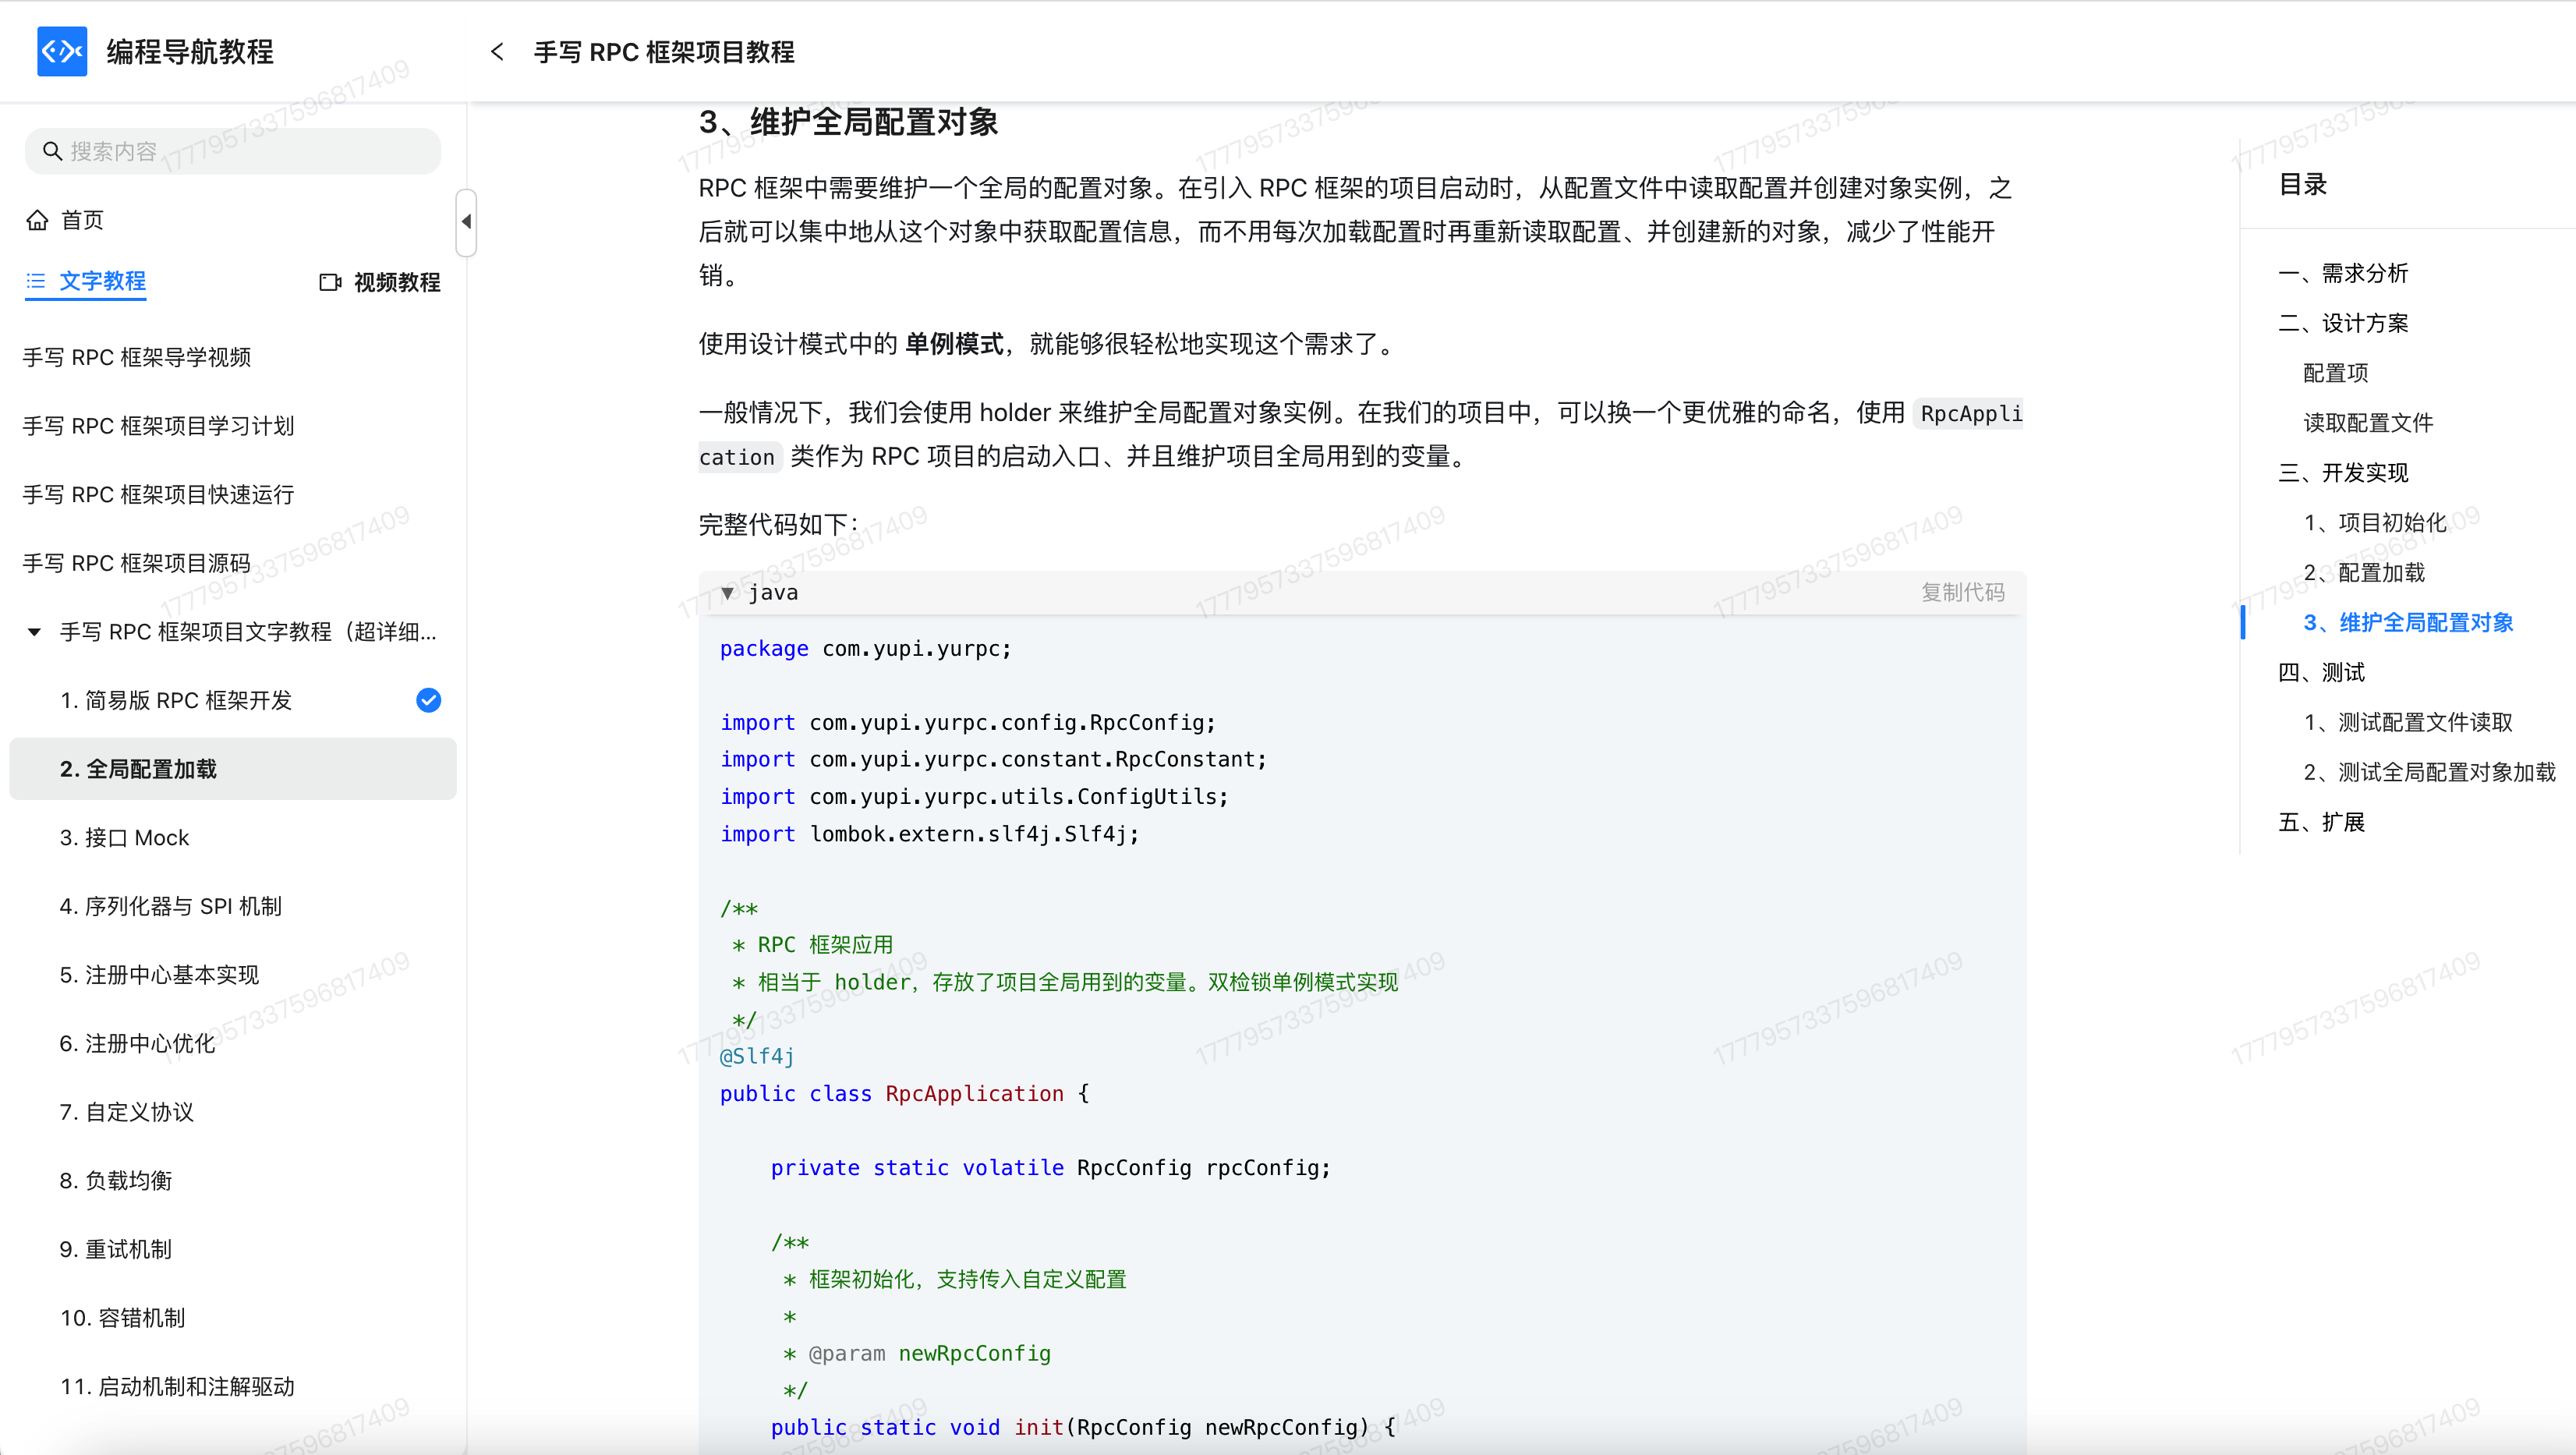 编程导航教程
手写 RPC 框架项目教程
搜索内容
首页
文字教程
视频教程
手写 RPC 框架导学视频
手写 RPC 框架项目学习计划
手写 RPC 框架项目快速运行
手写 RPC 框架项目源码
手写 RPC 框架项目文字教程（超详细...
1. 简易版 RPC 框架开发
2. 全局配置加载
3. 接口 Mock
4. 序列化器与 SPI 机制
5. 注册中心基本实现
6. 注册中心优化
7. 自定义协议
8. 负载均衡
9. 重试机制
10. 容错机制
11. 启动机制和注解驱动
3、维护全局配置对象
RPC 框架中需要维护一个全局的配置对象。在引入 RPC 框架的项目启动时，从配置文件中读取配置并创建对象实例，之
后就可以集中地从这个对象中获取配置信息，而不用每次加载配置时再重新读取配置、并创建新的对象，减少了性能开
销。
使用设计模式中的 单例模式，就能够很轻松地实现这个需求了。
一般情况下，我们会使用 holder 来维护全局配置对象实例。在我们的项目中，可以换一个更优雅的命名，使用 RpcAppli
cation 类作为 RPC 项目的启动入口、并且维护项目全局用到的变量。
完整代码如下：
java
复制代码
package com.yupi.yurpc;
import com.yupi.yurpc.config.RpcConfig;
import com.yupi.yurpc.constant.RpcConstant;
import com.yupi.yurpc.utils.ConfigUtils;
import lombok.extern.slf4j.Slf4j;
/**
 * RPC 框架应用
 * 相当于 holder，存放了项目全局用到的变量。双检锁单例模式实现
 */
@Slf4j
public class RpcApplication {
    private static volatile RpcConfig rpcConfig;
    /**
     * 框架初始化，支持传入自定义配置
     *
     * @param newRpcConfig
     */
    public static void init(RpcConfig newRpcConfig) {
目录
一、需求分析
二、设计方案
配置项
读取配置文件
三、开发实现
1、项目初始化
2、配置加载
3、维护全局配置对象
四、测试
1、测试配置文件读取
2、测试全局配置对象加载
五、扩展
1777957337596817409